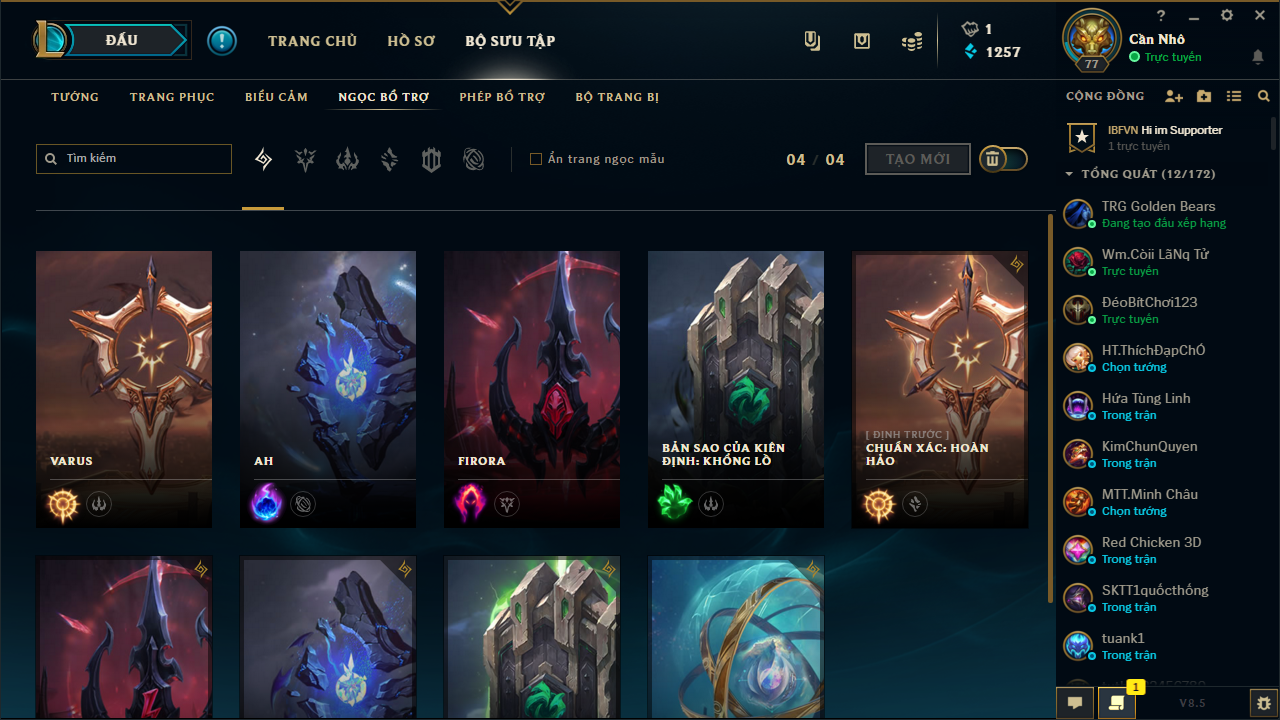 ĐẤU
TRANG CHỦ
HỒ SƠ
BỘ SƯU TẬP
1
1257
Cần Nhô
Trực tuyến
77
TƯỚNG
TRANG PHỤC
BIỂU CẢM
NGỌC BỔ TRỢ
PHÉP BỔ TRỢ
BỘ TRANG BỊ
Tìm kiếm
Ẩn trang ngọc mẫu
04 / 04
TẠO MỚI
VARUS
AH
FIRORA
BẢN SAO CỦA KIÊN
ĐỊNH: KHỔNG LỒ
[ ĐỊNH TRƯỚC ]
CHUẨN XÁC: HOÀN
HẢO
CỘNG ĐỒNG
IBFVN Hi im Supporter
1 trực tuyến
TỔNG QUÁT (12/172)
TRG Golden Bears
Đang tạo đấu xếp hạng
Wm.Còii LãNq Tử
Trực tuyến
ĐéoBítChơi123
Trực tuyến
HT.ThíchĐạpChÓ
Chọn tướng
Hứa Tùng Linh
Trong trận
KimChunQuyen
Trong trận
MTT.Minh Châu
Chọn tướng
Red Chicken 3D
Trong trận
SKTT1quốcthống
Trong trận
tuank1
Trong trận
1
V8.5